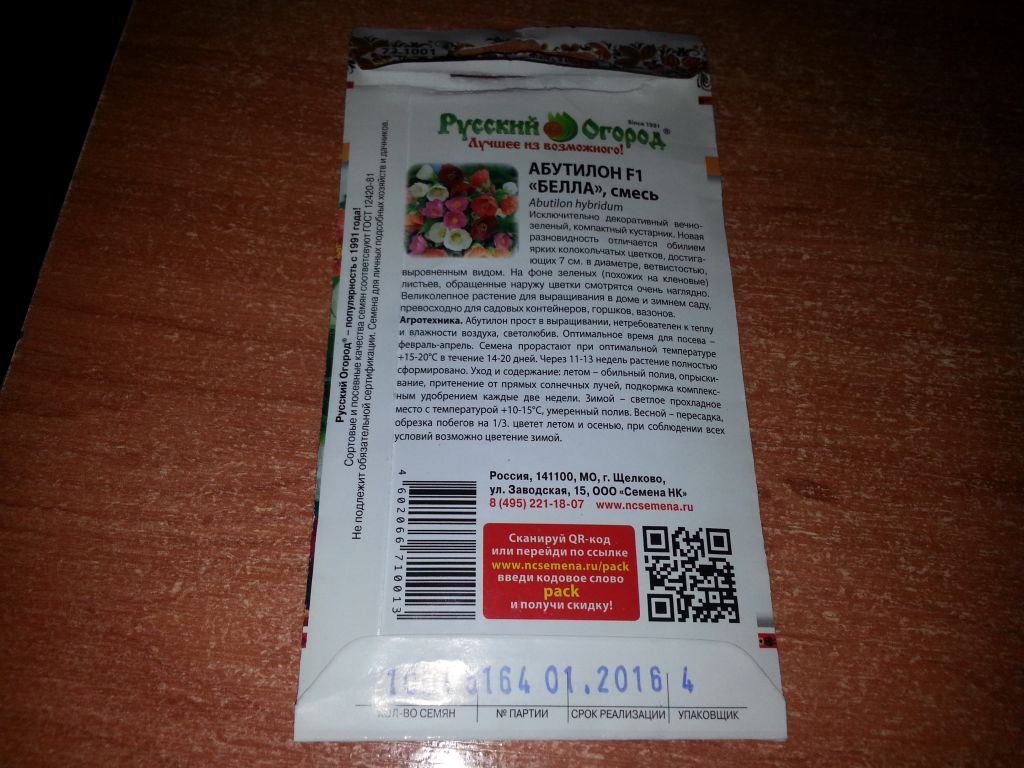 73.1001
Русский Огород®
Since 1991
Лучшее из возможного!
АБУТИЛОН F1
«БЕЛЛА», смесь
Abutilon hybridum
Исключительно декоративный вечно-
зеленый, компактный кустарник. Новая
разновидность отличается обилием
ярких колокольчатых цветков, достига-
ющих 7 см. в диаметре, ветвистостью,
выровненным видом. На фоне зеленых (похожих на кленовые)
листьев, обращенные наружу цветки смотрятся очень наглядно.
Великолепное растение для выращивания в доме и зимнем саду,
превосходно для садовых контейнеров, горшков, вазонов.
Агротехника. Абутилон прост в выращивании, нетребователен к теплу
и влажности воздуха, светолюбив. Оптимальное время для посева –
февраль-апрель. Семена прорастают при оптимальной температуре
+15-20°С в течение 14-20 дней. Через 11-13 недель растение полностью
сформировано. Уход и содержание: летом – обильный полив, опрыски-
вание, притенение от прямых солнечных лучей, подкормка комплекс-
ным удобрением каждые две недели. Зимой – светлое прохладное
место с температурой +10-15°С, умеренный полив. Весной – пересадка,
обрезка побегов на 1/3. цветет летом и осенью, при соблюдении всех
условий возможно цветение зимой.
Русский Огород® – популярность с 1991 года!
Сортовые и посевные качества семян соответсвуют ГОСТ 12420-81
Не подлежит обязательной сертификации. Семена для личных подсобных хозяйств и дачников.
4 602066 710013
Россия, 141100, МО, г. Щелково,
ул. Заводская, 15, ООО «Семена НК»
8 (495) 221-18-07 www.ncsemena.ru
Сканируй QR-код
или перейди по ссылке
www.ncsemena.ru/pack
введи кодовое слово
pack
и получи скидку!
164 01.2016 4
КОЛ-ВО СЕМЯН № ПАРТИИ СРОК РЕАЛИЗАЦИИ УПАКОВЩИК